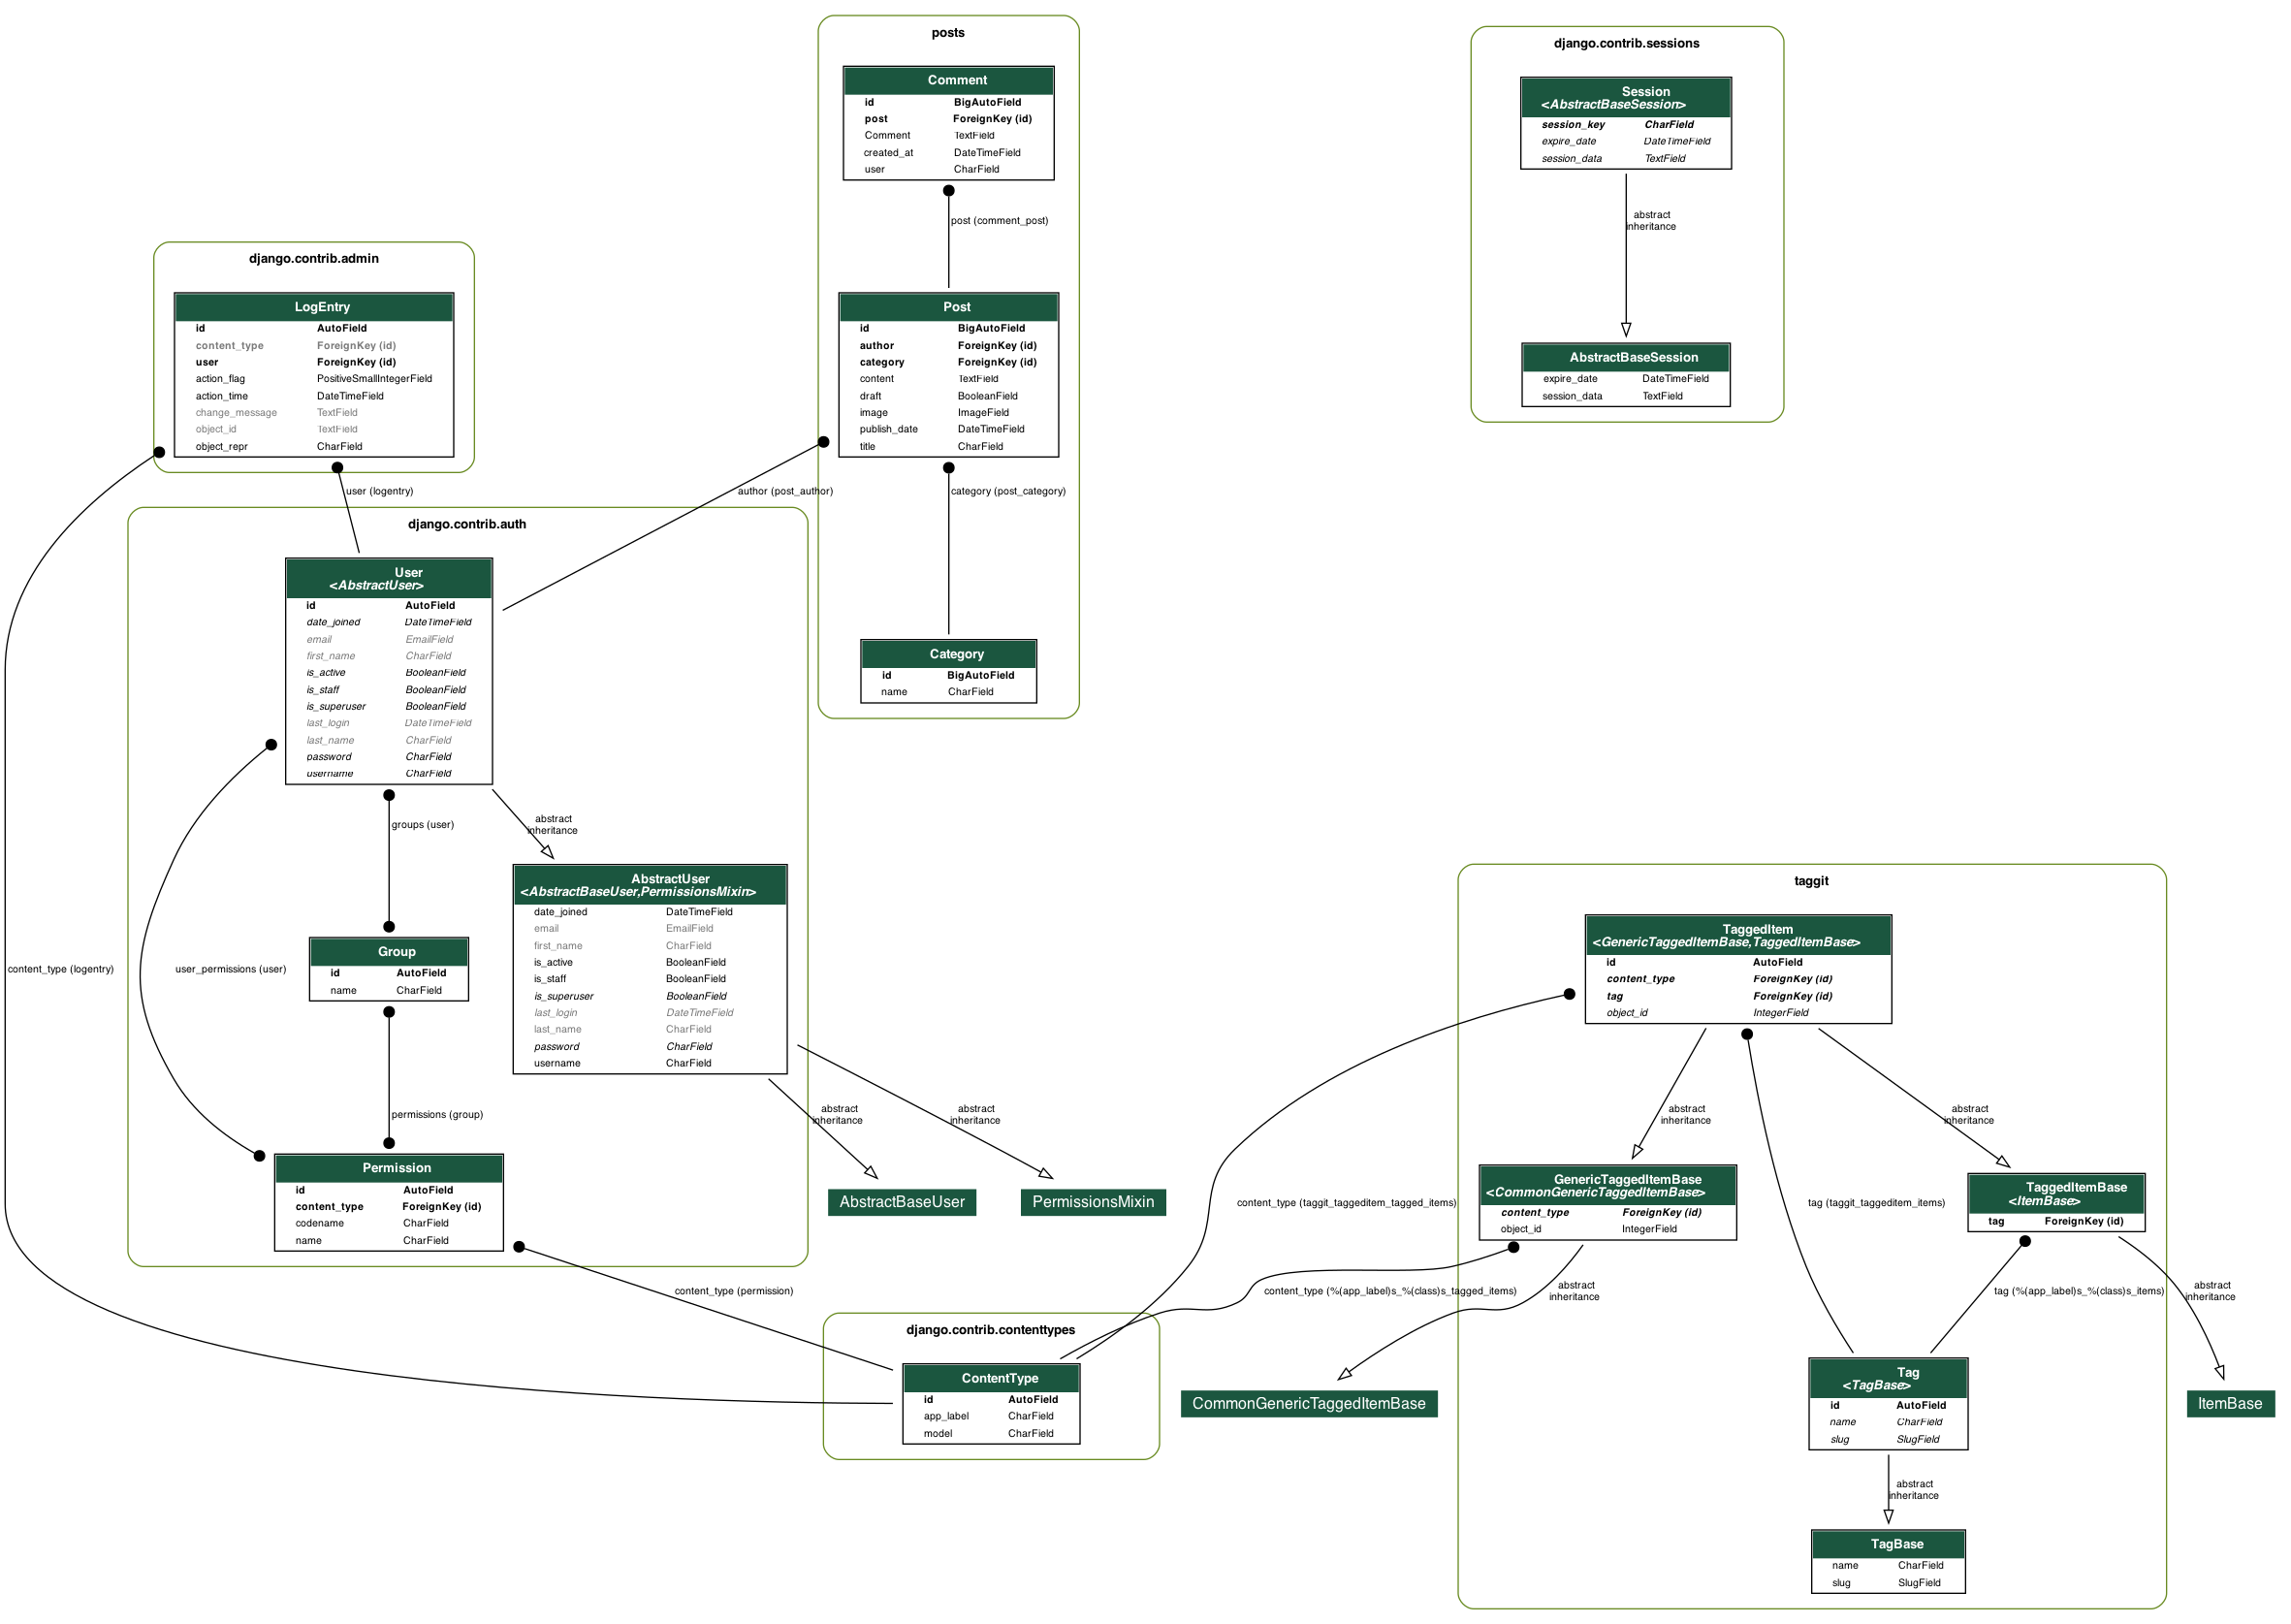 posts
Comment
id BigAutoField
post ForeignKey (id)
Comment TextField
created_at DateTimeField
user CharField
post (comment_post)
Post
id BigAutoField
author ForeignKey (id)
category ForeignKey (id)
content TextField
draft BooleanField
image ImageField
publish_date DateTimeField
title CharField
author (post_author)
category (post_category)
Category
id BigAutoField
name CharField
django.contrib.sessions
Session
<AbstractBaseSession>
session_key CharField
expire_date DateTimeField
session_data TextField
abstract
inheritance
AbstractBaseSession
expire_date DateTimeField
session_data TextField
django.contrib.admin
LogEntry
id AutoField
content_type ForeignKey (id)
user ForeignKey (id)
action_flag PositiveSmallIntegerField
action_time DateTimeField
change_message TextField
object_id TextField
object_repr CharField
user (logentry)
content_type (logentry)
django.contrib.auth
User
<AbstractUser>
id AutoField
date_joined DateTimeField
email EmailField
first_name CharField
is_active BooleanField
is_staff BooleanField
is_superuser BooleanField
last_login DateTimeField
last_name CharField
password CharField
username CharField
groups (user)
abstract
inheritance
user_permissions (user)
AbstractUser
<AbstractBaseUser,PermissionsMixin>
date_joined DateTimeField
email EmailField
first_name CharField
is_active BooleanField
is_staff BooleanField
is_superuser BooleanField
last_login DateTimeField
last_name CharField
password CharField
username CharField
Group
id AutoField
name CharField
permissions (group)
abstract
inheritance
abstract
inheritance
Permission
id AutoField
content_type ForeignKey (id)
codename CharField
name CharField
AbstractBaseUser
PermissionsMixin
content_type (permission)
django.contrib.contenttypes
ContentType
id AutoField
app_label CharField
model CharField
taggit
TaggedItem
<GenericTaggedItemBase,TaggedItemBase>
id AutoField
content_type ForeignKey (id)
tag ForeignKey (id)
object_id IntegerField
abstract
inheritance
abstract
inheritance
content_type (taggit_taggeditem_tagged_items)
GenericTaggedItemBase
<CommonGenericTaggedItemBase>
content_type ForeignKey (id)
object_id IntegerField
tag (taggit_taggeditem_items)
TaggedItemBase
<ItemBase>
tag ForeignKey (id)
content_type (%(app_label)s_%(class)s_tagged_items)
abstract
inheritance
tag (%(app_label)s_%(class)s_items)
abstract
inheritance
CommonGenericTaggedItemBase
Tag
<TagBase>
id AutoField
name CharField
slug SlugField
ItemBase
abstract
inheritance
TagBase
name CharField
slug SlugField